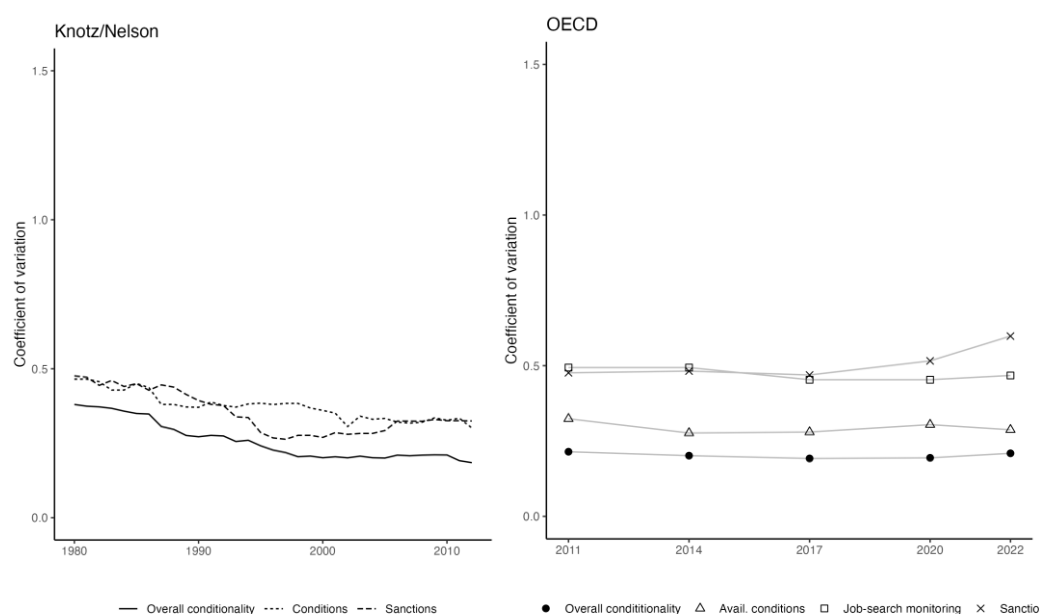 Knotz/Nelson
OECD
Coefficient of variation
1.5
1.0
0.5
0.0
1980
1990
2000
2010
Overall conditionality
Conditions
Sanctions
Coefficient of variation
1.5
1.0
0.5
0.0
2011
2014
2017
2020
2022
Overall condititionality
Avail. conditions
Job-search monitoring
Sanctio